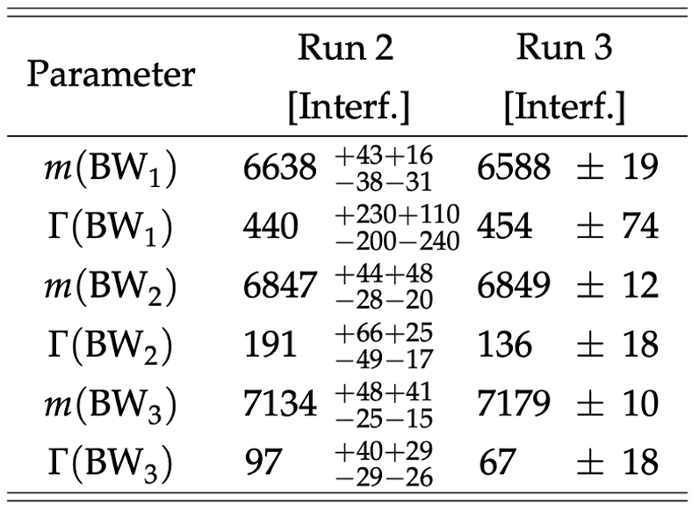 Parameter Run 2 [Interf.] Run 3 [Interf.]
m(BW₁) 6638 +43+16 −38−31 6588 ± 19
Γ(BW₁) 440 +230+110 −200−240 454 ± 74
m(BW₂) 6847 +44+48 −28−20 6849 ± 12
Γ(BW₂) 191 +66+25 −49−17 136 ± 18
m(BW₃) 7134 +48+41 −25−15 7179 ± 10
Γ(BW₃) 97 +40+29 −29−26 67 ± 18